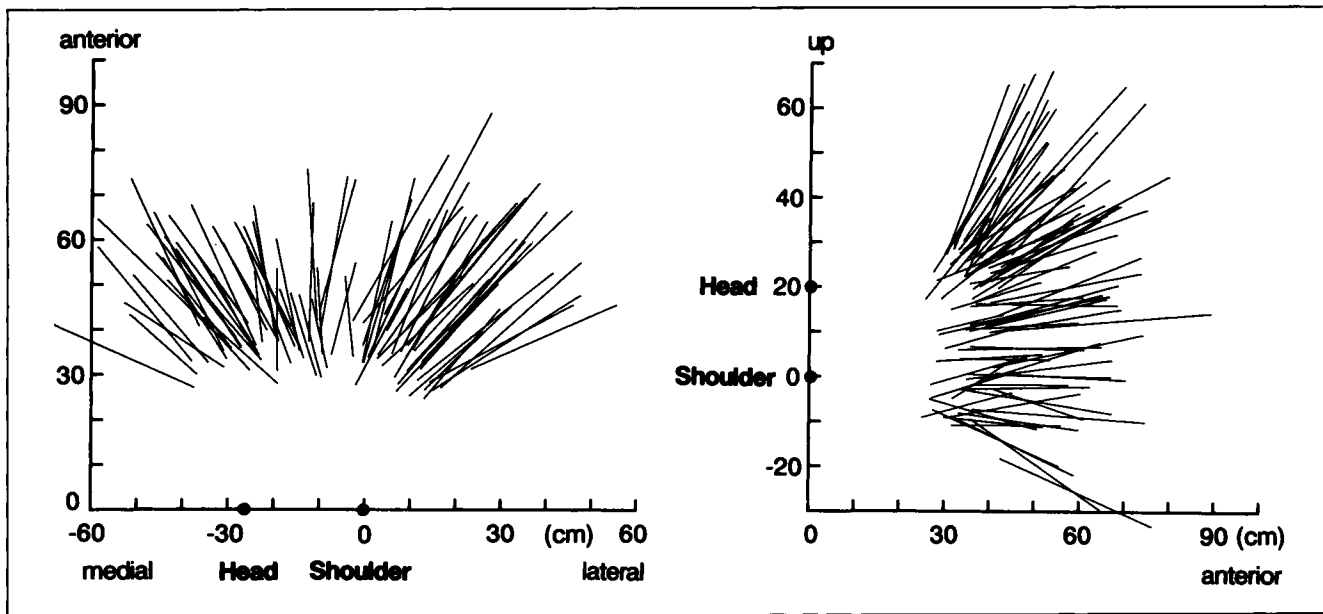 anterior
90
60
30
0
-60 -30 0 30 (cm) 60
medial Head Shoulder lateral
up
60
40
Head 20
Shoulder 0
-20
0 30 60 90 (cm)
anterior